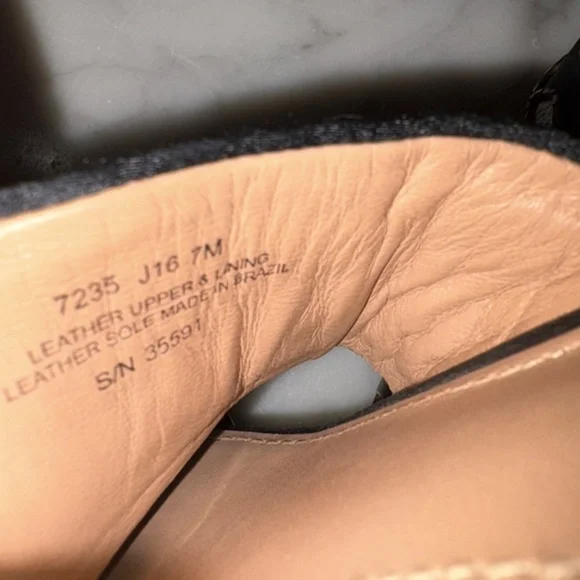 7235 J16 7M
LEATHER UPPER & LINING
LEATHER SOLE MADE IN BRAZIL
S/N 35591